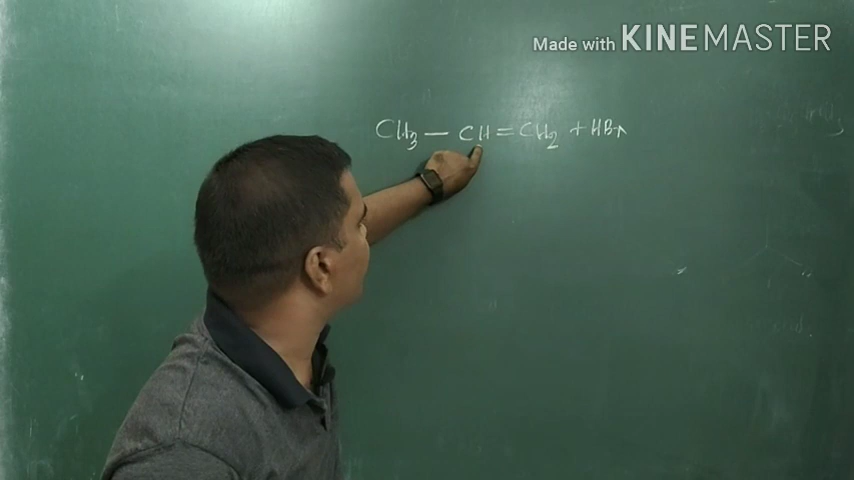 Made with KINEMASTER
CH3 — CH = CH2 + HBr